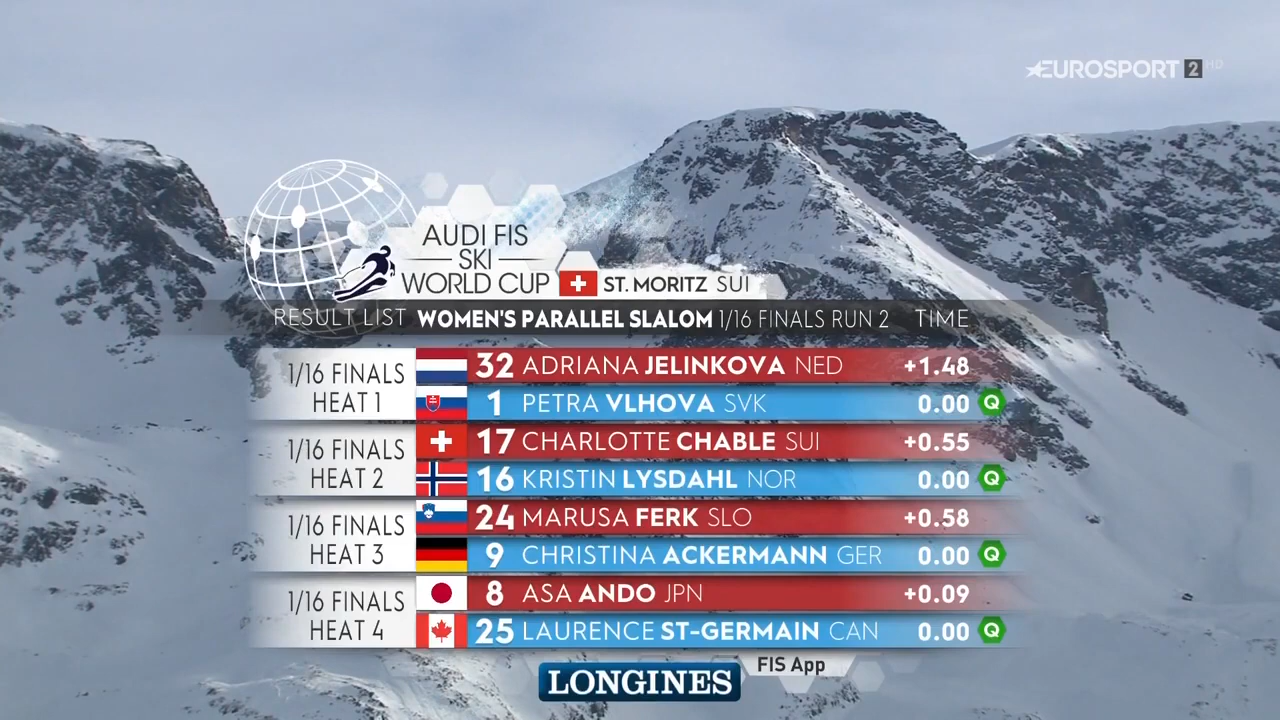 EUROSPORT 2 HD
AUDI FIS
SKI
WORLD CUP
ST. MORITZ SUI
RESULT LIST WOMEN'S PARALLEL SLALOM 1/16 FINALS RUN 2 TIME
1/16 FINALS HEAT 1
32 ADRIANA JELINKOVA NED +1.48
1 PETRA VLHOVA SVK 0.00 Q
1/16 FINALS HEAT 2
17 CHARLOTTE CHABLE SUI +0.55
16 KRISTIN LYSDAHL NOR 0.00 Q
1/16 FINALS HEAT 3
24 MARUSA FERK SLO +0.58
9 CHRISTINA ACKERMANN GER 0.00 Q
1/16 FINALS HEAT 4
8 ASA ANDO JPN +0.09
25 LAURENCE ST-GERMAIN CAN 0.00 Q
FIS App
LONGINES